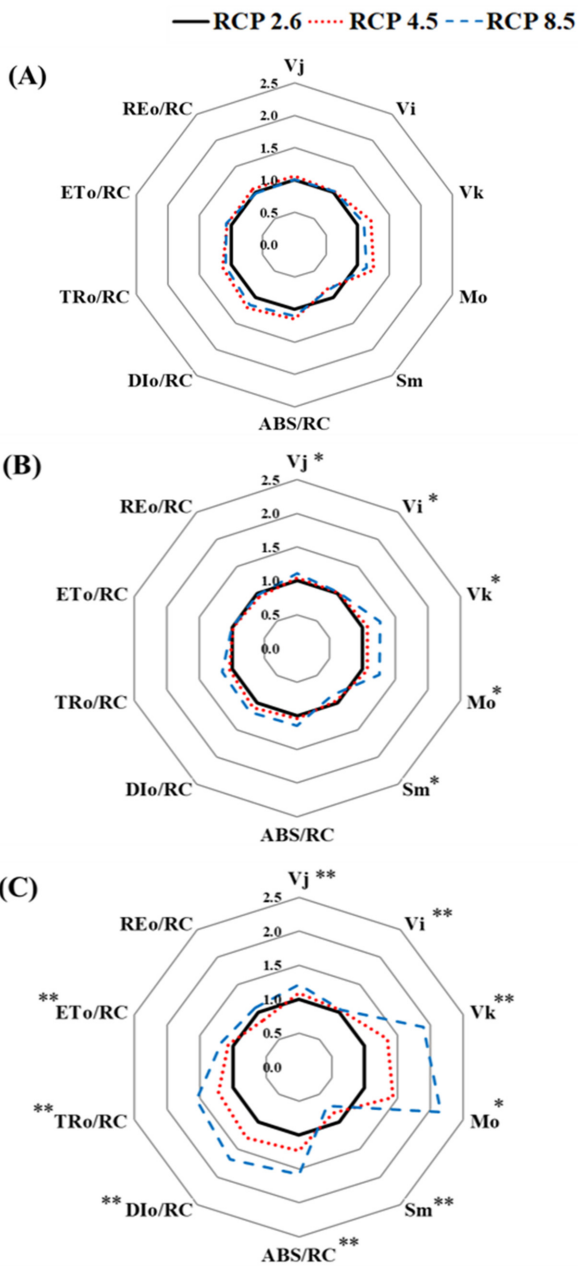 RCP 2.6 RCP 4.5 RCP 8.5
(A)
Vj
REo/RC Vi
ETo/RC Vk
TRo/RC Mo
DIo/RC Sm
ABS/RC
2.5
2.0
1.5
1.0
0.5
0.0
(B)
Vj *
REo/RC Vi *
ETo/RC Vk*
TRo/RC Mo*
DIo/RC Sm*
ABS/RC
2.5
2.0
1.5
1.0
0.5
0.0
(C)
Vj **
REo/RC Vi **
** ETo/RC Vk**
** TRo/RC Mo*
** DIo/RC Sm**
ABS/RC**
2.5
2.0
1.5
1.0
0.5
0.0